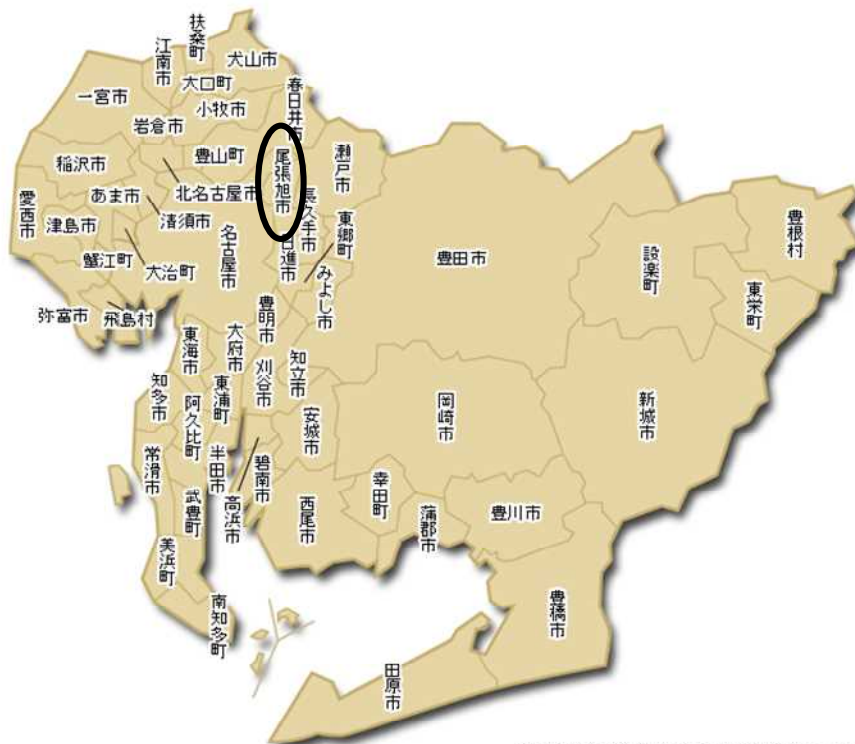 扶桑町
江南市
犬山市
大口町
春日井市
一宮市
小牧市
岩倉市
豊山町
尾張旭市
瀬戸市
稲沢市
あま市
北名古屋市
長久手市
愛西市
津島市
清須市
名古屋市
日進市
東郷町
みよし市
豊田市
設楽町
豊根村
東栄町
蟹江町
大治町
弥富市
飛島村
豊明市
東海市
大府市
刈谷市
知立市
知多市
阿久比町
東浦町
安城市
岡崎市
新城市
常滑市
半田市
碧南市
武豊町
高浜市
西尾市
幸田町
蒲郡市
豊川市
美浜町
南知多町
豊橋市
田原市